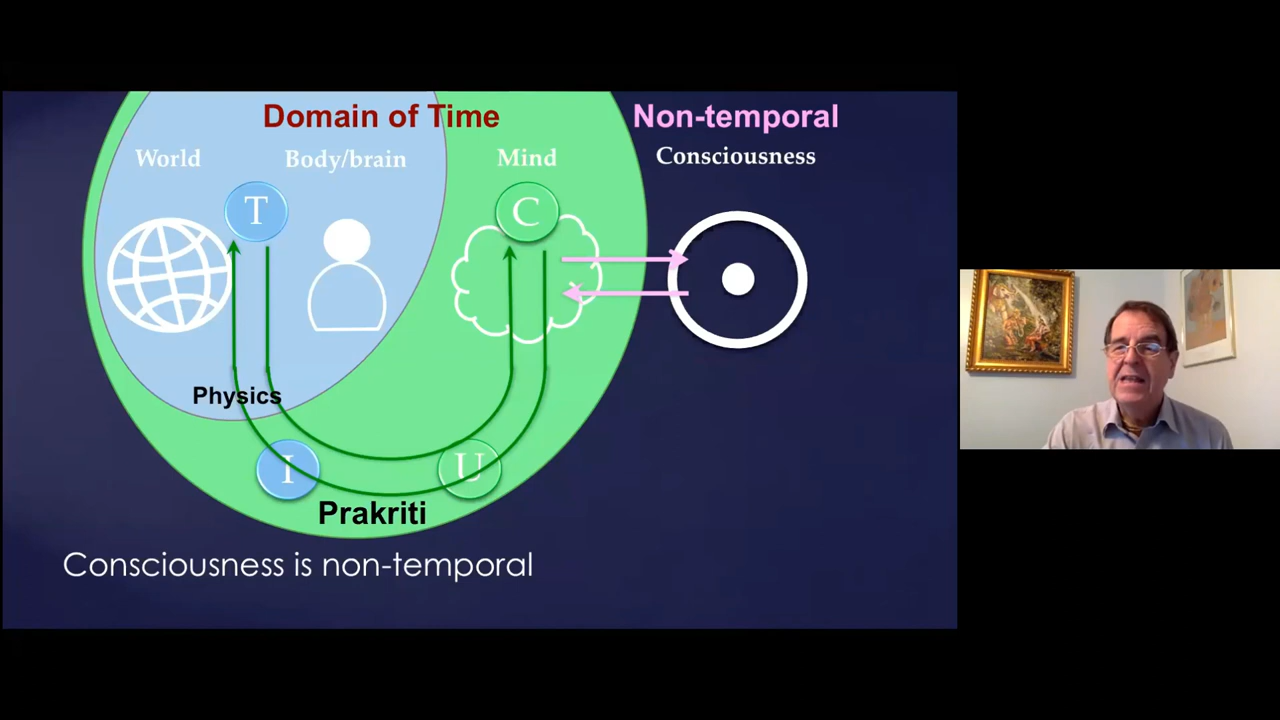 Domain of Time
Non-temporal
World
Body/brain
Mind
Consciousness
T
C
Physics
I
U
Prakriti
Consciousness is non-temporal